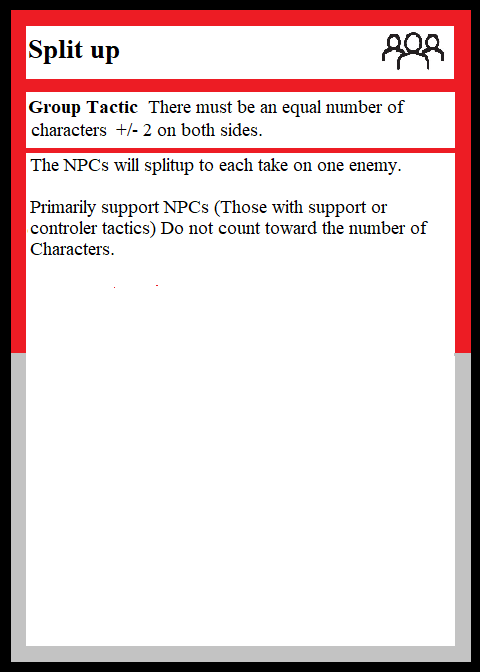 Split up
Group Tactic  There must be an equal number of
characters  +/- 2 on both sides.
The NPCs will splitup to each take on one enemy.
Primarily support NPCs (Those with support or
controler tactics) Do not count toward the number of
Characters.